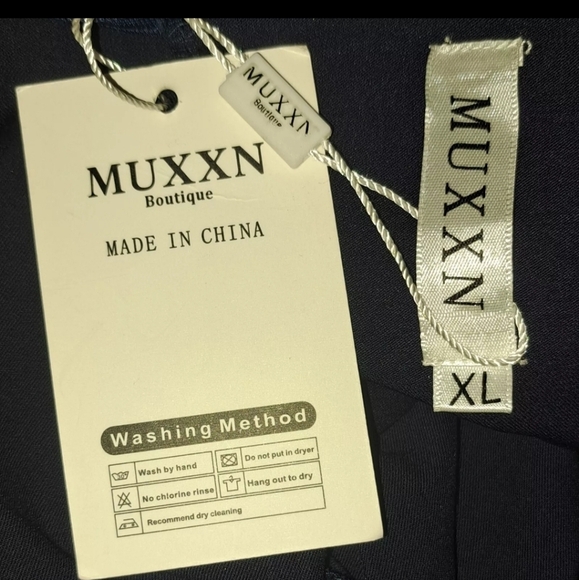 MUXXN
Boutique
MADE IN CHINA
Washing Method
Wash by hand
Do not put in dryer
No chlorine rinse
Hang out to dry
Recommend dry cleaning
MUXXN
Boutique
MUXXN
XL